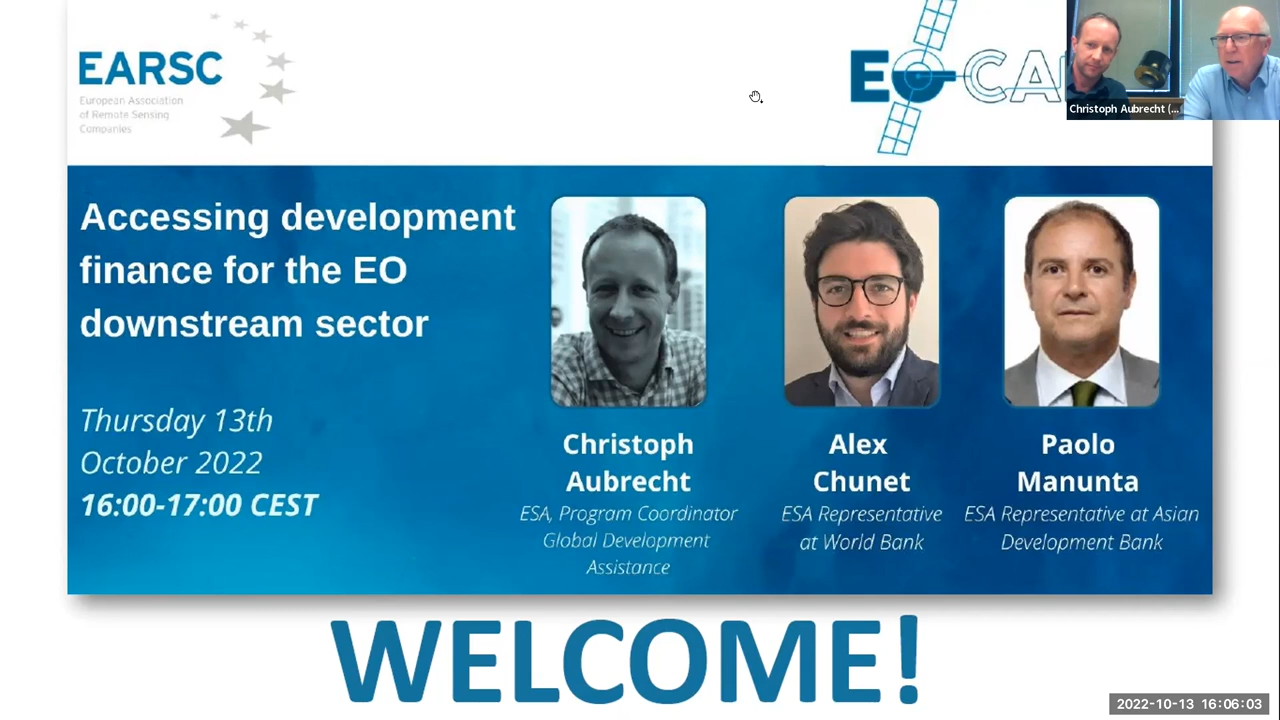 EARSC
European Association
of Remote Sensing
Companies
EO CA
Christoph Aubrecht (...
Accessing development
finance for the EO
downstream sector
Thursday 13th
October 2022
16:00-17:00 CEST
Christoph
Aubrecht
ESA, Program Coordinator
Global Development
Assistance
Alex
Chunet
ESA Representative
at World Bank
Paolo
Manunta
ESA Representative at Asian
Development Bank
WELCOME!
2022-10-13 16:06:03